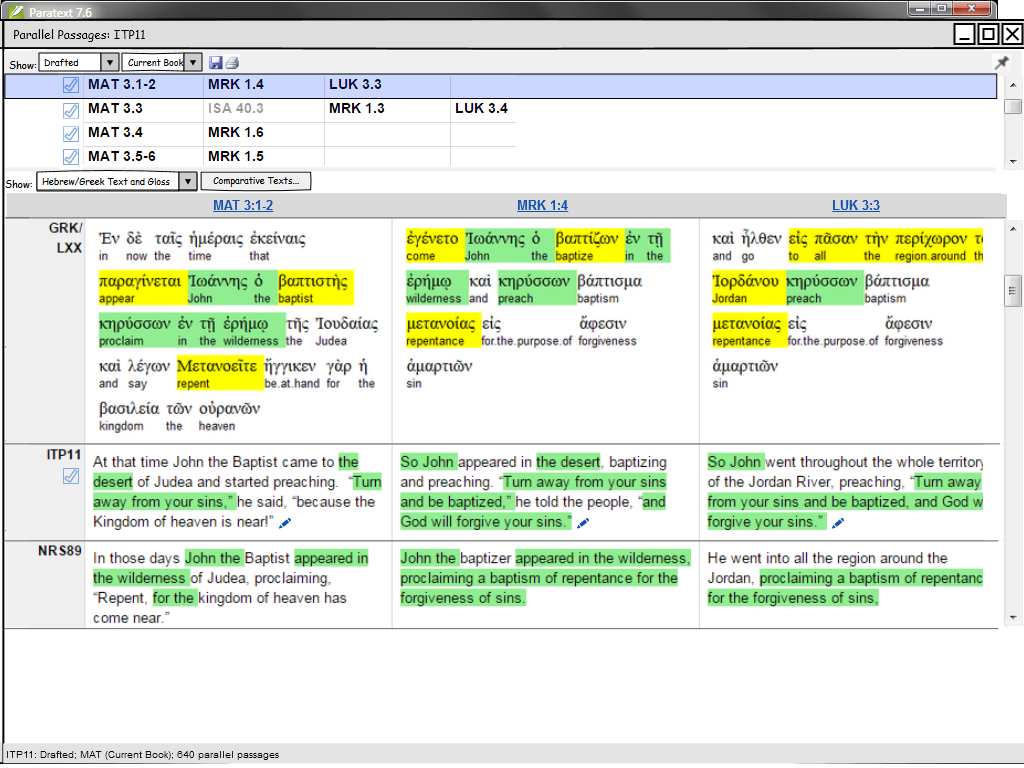 Paratext 7.6
Parallel Passages: ITP11
Show: Drafted Current Book
MAT 3.1-2 MRK 1.4 LUK 3.3
MAT 3.3 ISA 40.3 MRK 1.3 LUK 3.4
MAT 3.4 MRK 1.6
MAT 3.5-6 MRK 1.5
Show: Hebrew/Greek Text and Gloss Comparative Texts...
MAT 3:1-2 MRK 1:4 LUK 3:3
GRK/
LXX
Ἐν δὲ ταῖς ἡμέραις ἐκείναις
in now the time that
παραγίνεται Ἰωάννης ὁ βαπτιστὴς
appear John the baptist
κηρύσσων ἐν τῇ ἐρήμῳ τῆς Ἰουδαίας
proclaim in the wilderness the Judea
καὶ λέγων Μετανοεῖτε ἤγγικεν γὰρ ἡ
and say repent be.at.hand for the
βασιλεία τῶν οὐρανῶν
kingdom the heaven
ἐγένετο Ἰωάννης ὁ βαπτίζων ἐν τῇ
come John the baptize in the
ἐρήμῳ καὶ κηρύσσων βάπτισμα
wilderness and preach baptism
μετανοίας εἰς ἄφεσιν
repentance for.the.purpose.of forgiveness
ἁμαρτιῶν
sin
καὶ ἦλθεν εἰς πᾶσαν τὴν περίχωρον
and go to all the region.around
Ἰορδάνου κηρύσσων βάπτισμα
Jordan preach baptism
μετανοίας εἰς ἄφεσιν
repentance for.the.purpose.of forgiveness
ἁμαρτιῶν
sin
ITP11
At that time John the Baptist came to the
desert of Judea and started preaching. “Turn
away from your sins,” he said, “because the
Kingdom of heaven is near!”
So John appeared in the desert, baptizing
and preaching. “Turn away from your sins
and be baptized,” he told the people, “and
God will forgive your sins.”
So John went throughout the whole territory
of the Jordan River, preaching, “Turn away
from your sins and be baptized, and God w
forgive your sins.”
NRS89
In those days John the Baptist appeared in
the wilderness of Judea, proclaiming,
“Repent, for the kingdom of heaven has
come near.”
John the baptizer appeared in the wilderness,
proclaiming a baptism of repentance for the
forgiveness of sins.
He went into all the region around the
Jordan, proclaiming a baptism of repentanc
for the forgiveness of sins,
ITP11: Drafted; MAT (Current Book); 640 parallel passages